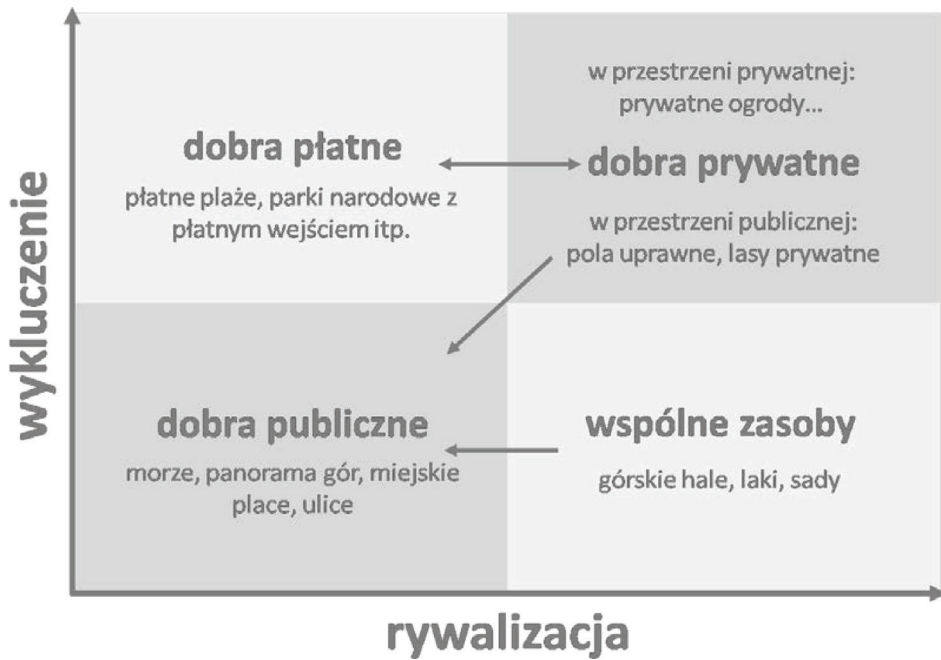 wykluczenie
dobra płatne
płatne plaże, parki narodowe z
płatnym wejściem itp.
w przestrzeni prywatnej:
prywatne ogrody...
dobra prywatne
w przestrzeni publicznej:
pola uprawne, lasy prywatne
dobra publiczne
morze, panorama gór, miejskie
place, ulice
wspólne zasoby
górskie hale, laki, sady
rywalizacja